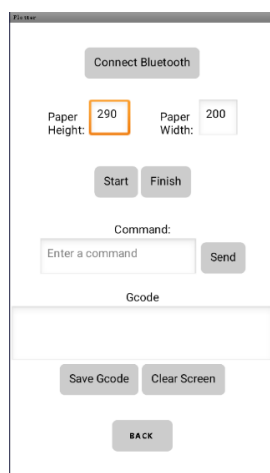 Plotter
Connect Bluetooth
Paper Height: 290 Paper Width: 200
Start Finish
Command:
Enter a command Send
Gcode
Save Gcode Clear Screen
BACK